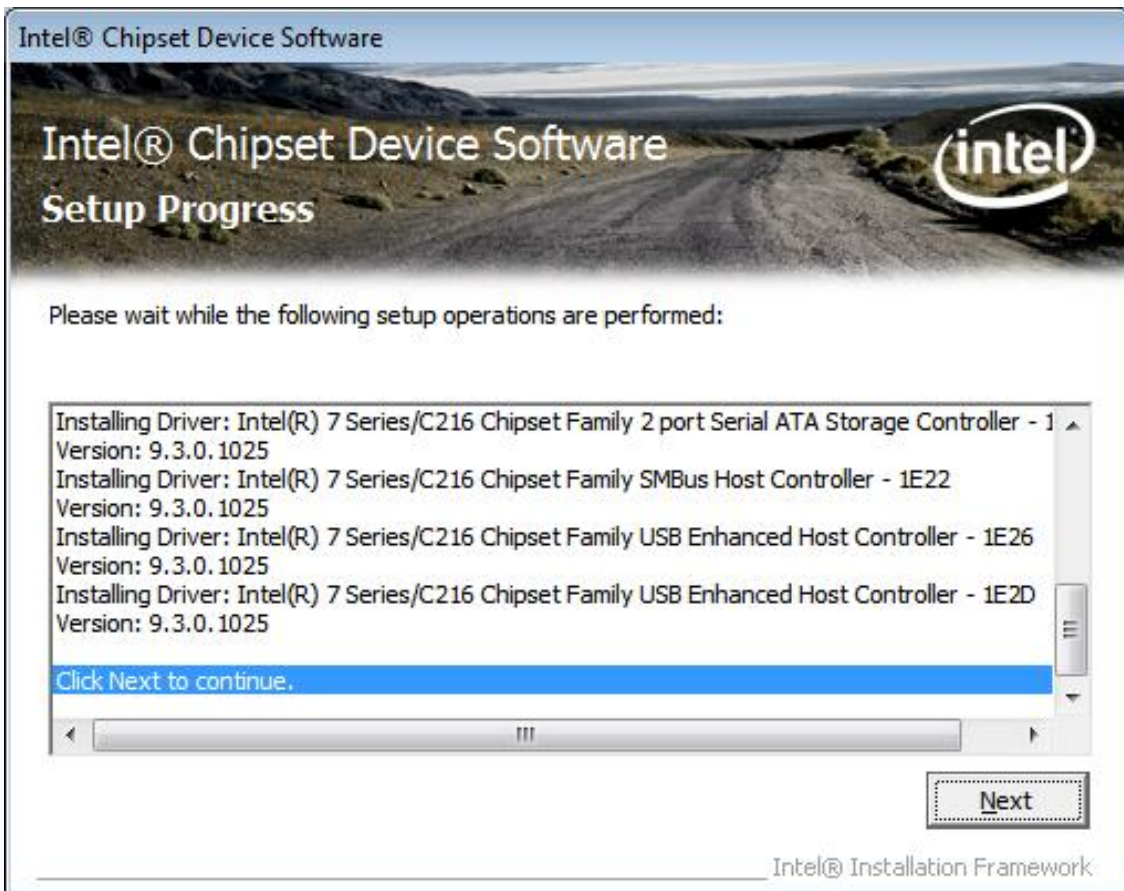 Intel® Chipset Device Software
Intel® Chipset Device Software
intel
Setup Progress
Please wait while the following setup operations are performed:
Installing Driver: Intel(R) 7 Series/C216 Chipset Family 2 port Serial ATA Storage Controller - 1
Version: 9.3.0.1025
Installing Driver: Intel(R) 7 Series/C216 Chipset Family SMBus Host Controller - 1E22
Version: 9.3.0.1025
Installing Driver: Intel(R) 7 Series/C216 Chipset Family USB Enhanced Host Controller - 1E26
Version: 9.3.0.1025
Installing Driver: Intel(R) 7 Series/C216 Chipset Family USB Enhanced Host Controller - 1E2D
Version: 9.3.0.1025
Click Next to continue.
Next
Intel® Installation Framework